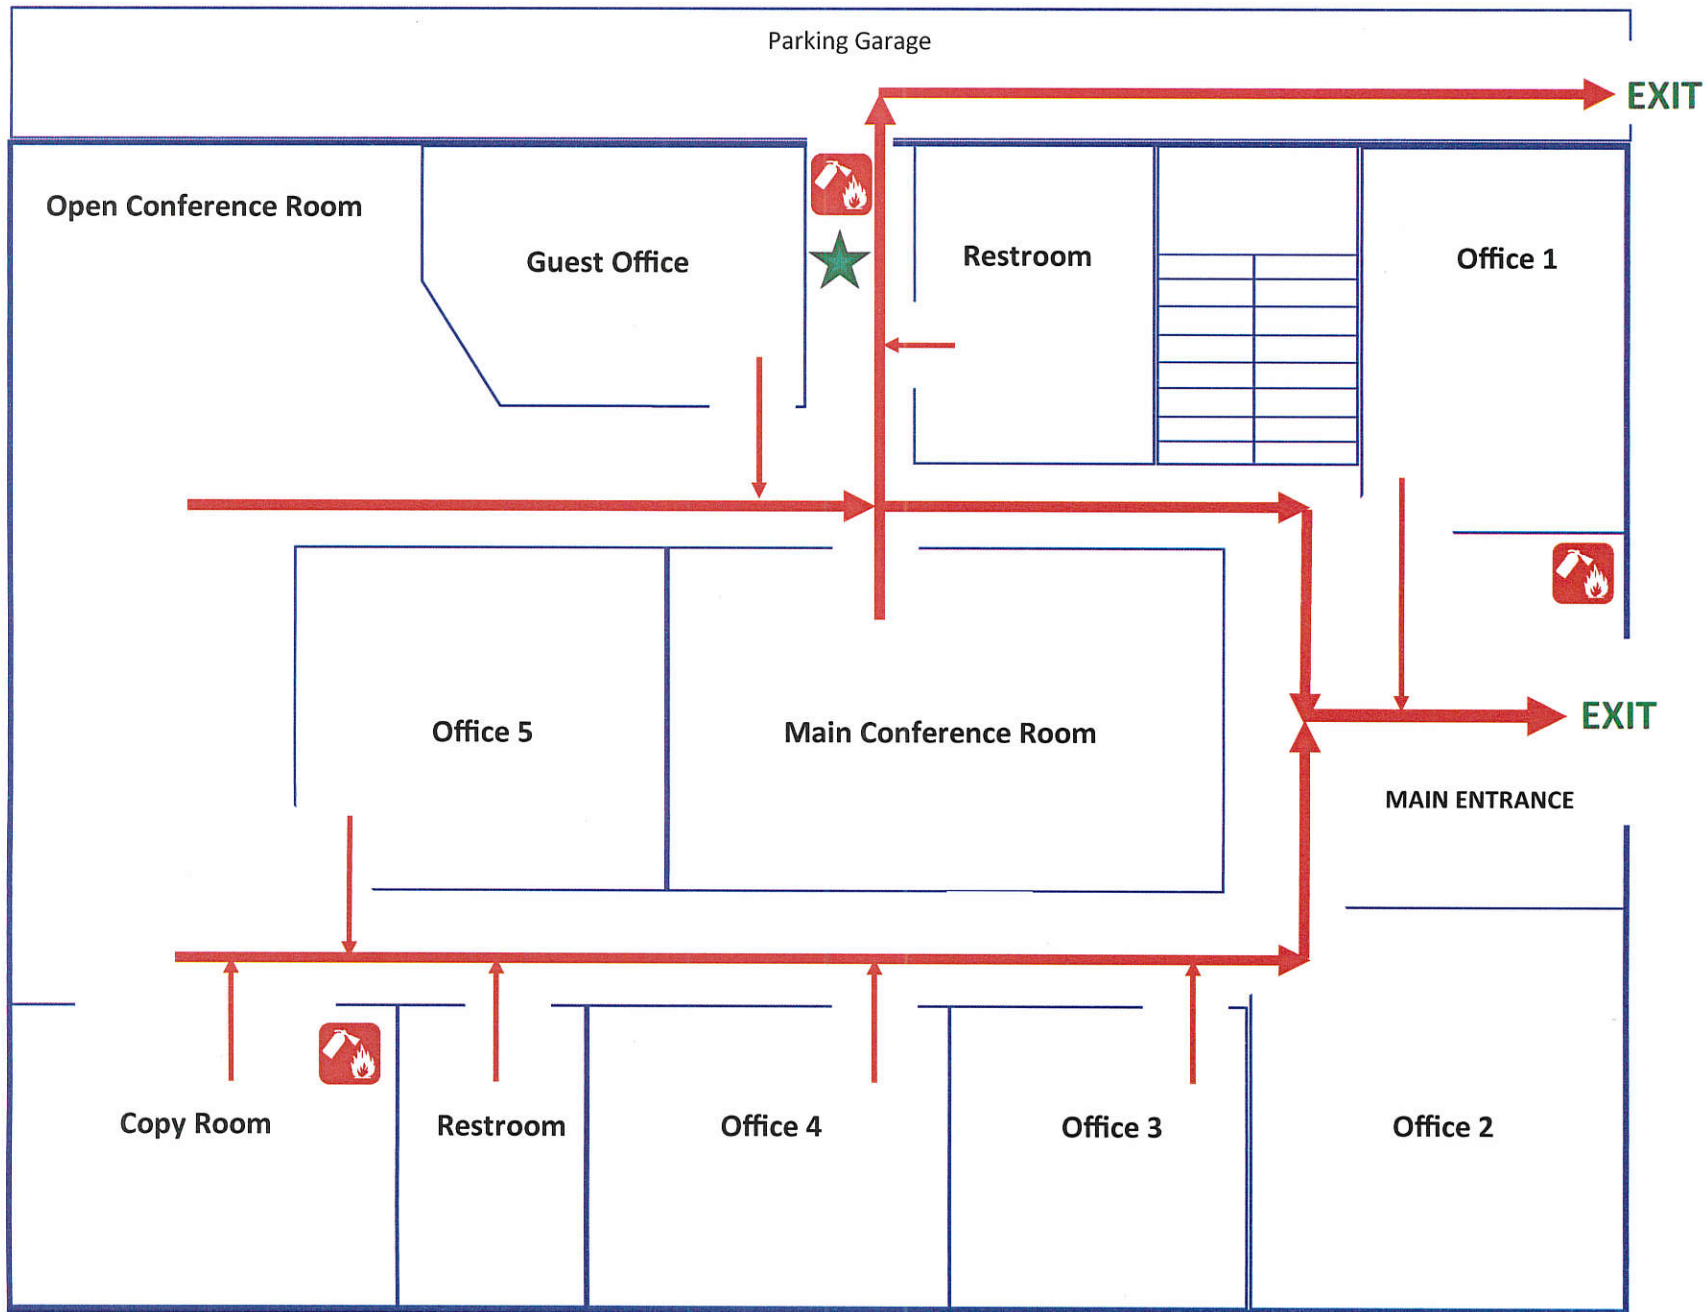 Parking Garage
EXIT
Open Conference Room
Guest Office
Restroom
Office 1
Office 5
Main Conference Room
EXIT
MAIN ENTRANCE
Copy Room
Restroom
Office 4
Office 3
Office 2